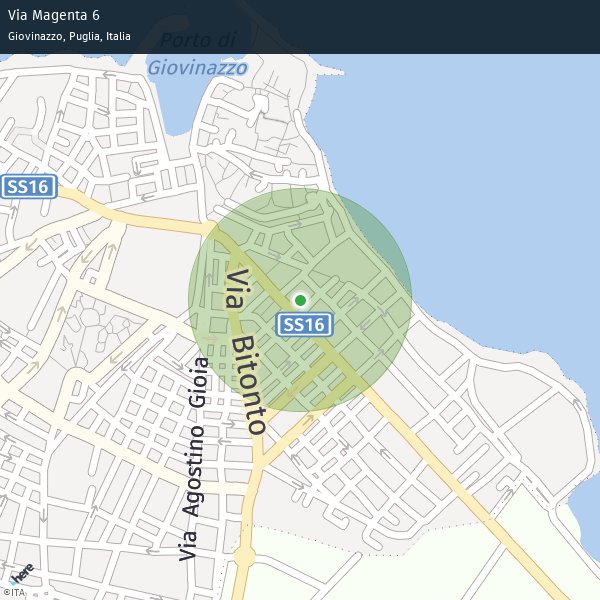 Via Magenta 6
Giovinazzo, Puglia, Italia
Porto di
Giovinazzo
SS16
Via Bitonto
SS16
Via Agostino Gioia
here
©ITA